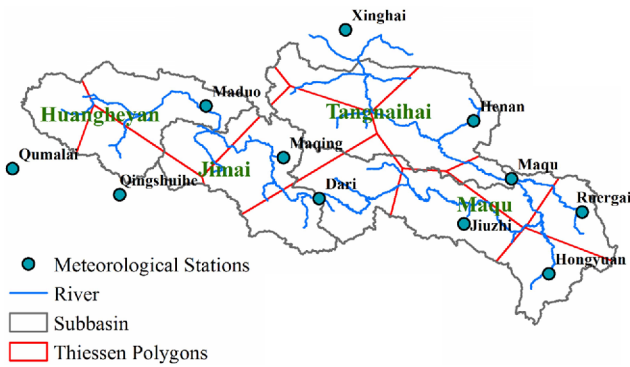 Xinghai
Maduo
Huangheyan
Tangnaihai
Henan
Qumalai
Qingshuihe
Jimai
Maqing
Dari
Maqu
Maqu
Ruergai
Jiuzhi
Hongyuan
Meteorological Stations
River
Subbasin
Thiessen Polygons